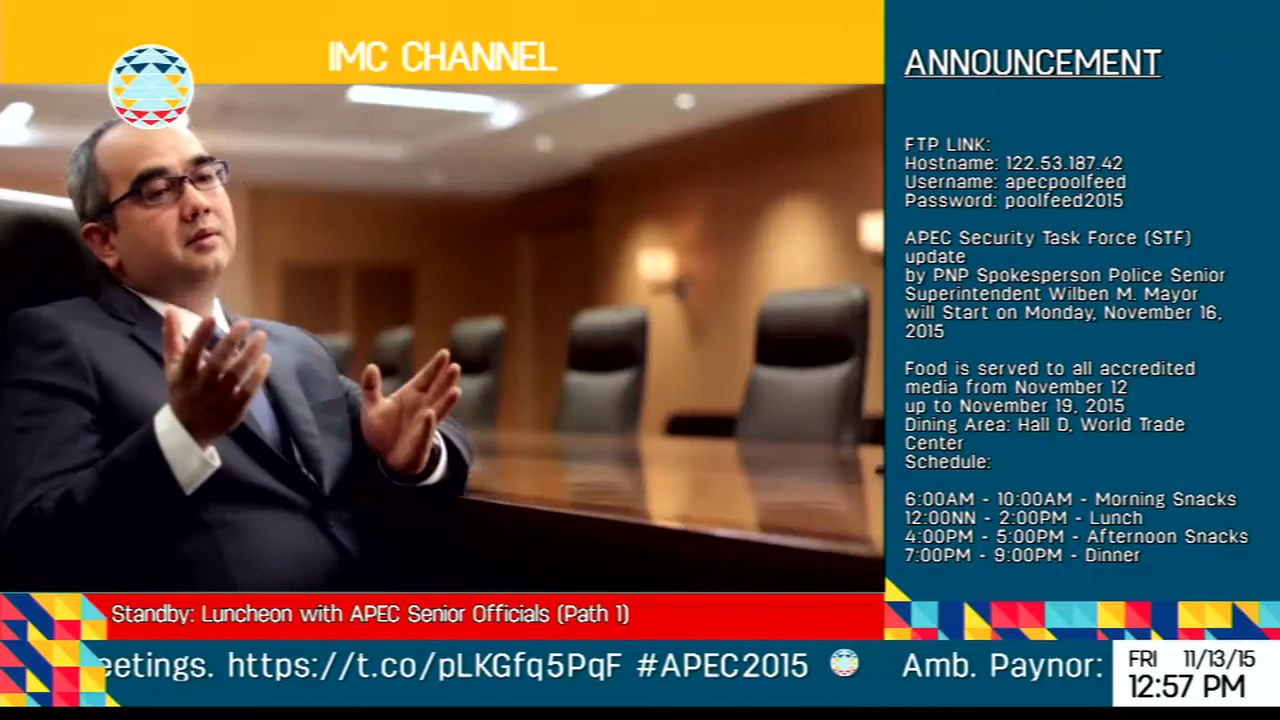 IMC CHANNEL
ANNOUNCEMENT
FTP LINK:
Hostname: 122.53.187.42
Username: apecpoolfeed
Password: poolfeed2015
APEC Security Task Force (STF)
update
by PNP Spokesperson Police Senior
Superintendent Wilben M. Mayor
will Start on Monday, November 16,
2015
Food is served to all accredited
media from November 12
up to November 19, 2015
Dining Area: Hall D, World Trade
Center
Schedule:
6:00AM - 10:00AM - Morning Snacks
12:00NN - 2:00PM - Lunch
4:00PM - 5:00PM - Afternoon Snacks
7:00PM - 9:00PM - Dinner
Standby: Luncheon with APEC Senior Officials (Path 1)
eetings. https://t.co/pLKGfq5PqF #APEC2015 Amb. Paynor:
FRI 11/13/15
12:57 PM